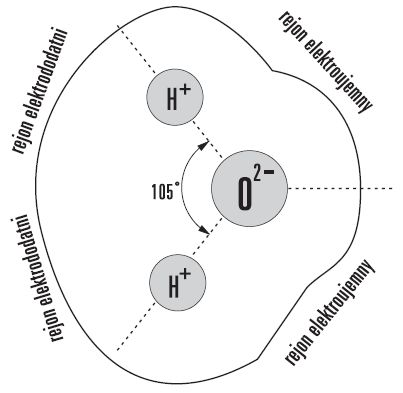 rejon elektrododatni
rejon elektroujemny
H+
105°
O2-
H+
rejon elektrododatni
rejon elektroujemny